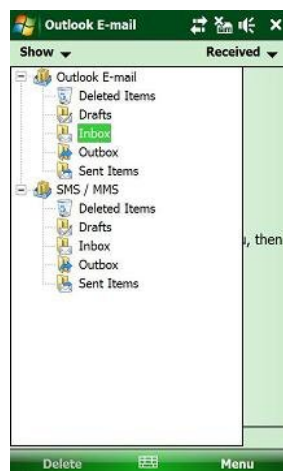 Outlook E-mail
Show Received
Outlook E-mail
Deleted Items
Drafts
Inbox
Outbox
Sent Items
SMS / MMS
Deleted Items
Drafts
Inbox
Outbox
Sent Items
, then
Delete Menu